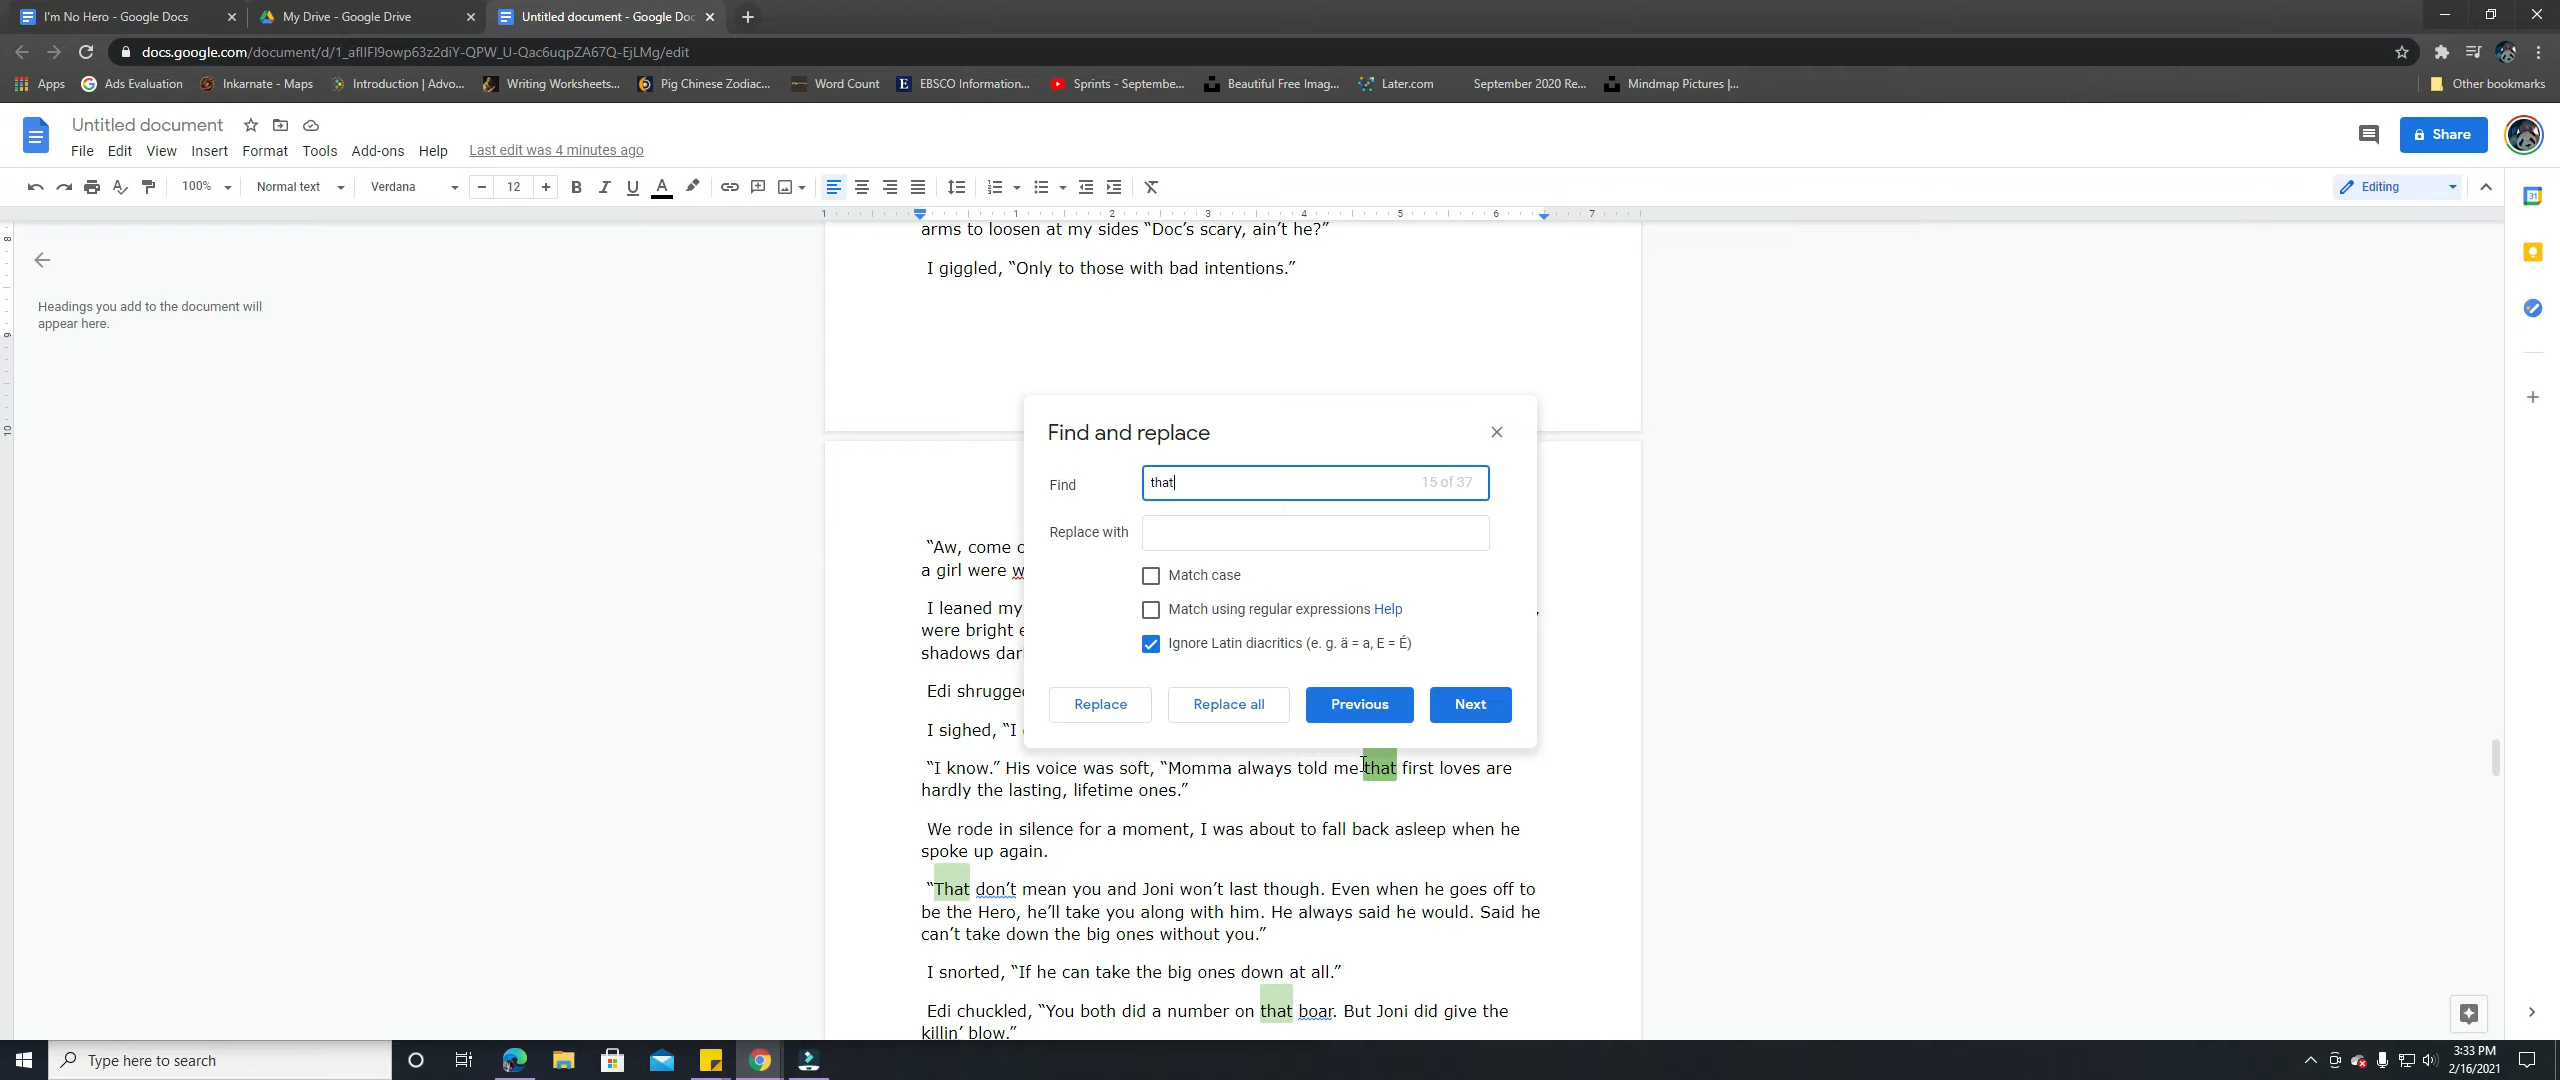 I'm No Hero - Google Docs
My Drive - Google Drive
Untitled document - Google Doc
docs.google.com/document/d/1_afIIFI9owp63z2diY-QPW_U-Qac6uqpZA67Q-EjLMg/edit
Apps
Ads Evaluation
Inkarnate - Maps
Introduction | Advo...
Writing Worksheets...
Pig Chinese Zodiac...
Word Count
EBSCO Information...
Sprints - Septembe...
Beautiful Free Imag...
Later.com
September 2020 Re...
Mindmap Pictures |...
Other bookmarks
Untitled document
Share
File Edit View Insert Format Tools Add-ons Help Last edit was 4 minutes ago
100% Normal text Verdana 12 Editing
1 1 2 3 4 5 6 7
8
9
10
31
Headings you add to the document will
appear here.
arms to loosen at my sides “Doc’s scary, ain’t he?”
I giggled, “Only to those with bad intentions.”
Find and replace
Find that 15 of 37
Replace with
Match case
Match using regular expressions Help
Ignore Latin diacritics (e. g. ä = a, E = É)
Replace Replace all Previous Next
“Aw, come
a girl were
I leaned my
were bright
shadows
Edi
I sighed, “I
“I know.” His voice was soft, “Momma always told me that first loves are
hardly the lasting, lifetime ones.”
We rode in silence for a moment, I was about to fall back asleep when he
spoke up again.
“That don’t mean you and Joni won’t last though. Even when he goes off to
be the Hero, he’ll take you along with him. He always said he would. Said he
can’t take down the big ones without you.”
I snorted, “If he can take the big ones down at all.”
Edi chuckled, “You both did a number on that boar. But Joni did give the
killin’ blow.”
Type here to search
3:33 PM
2/16/2021